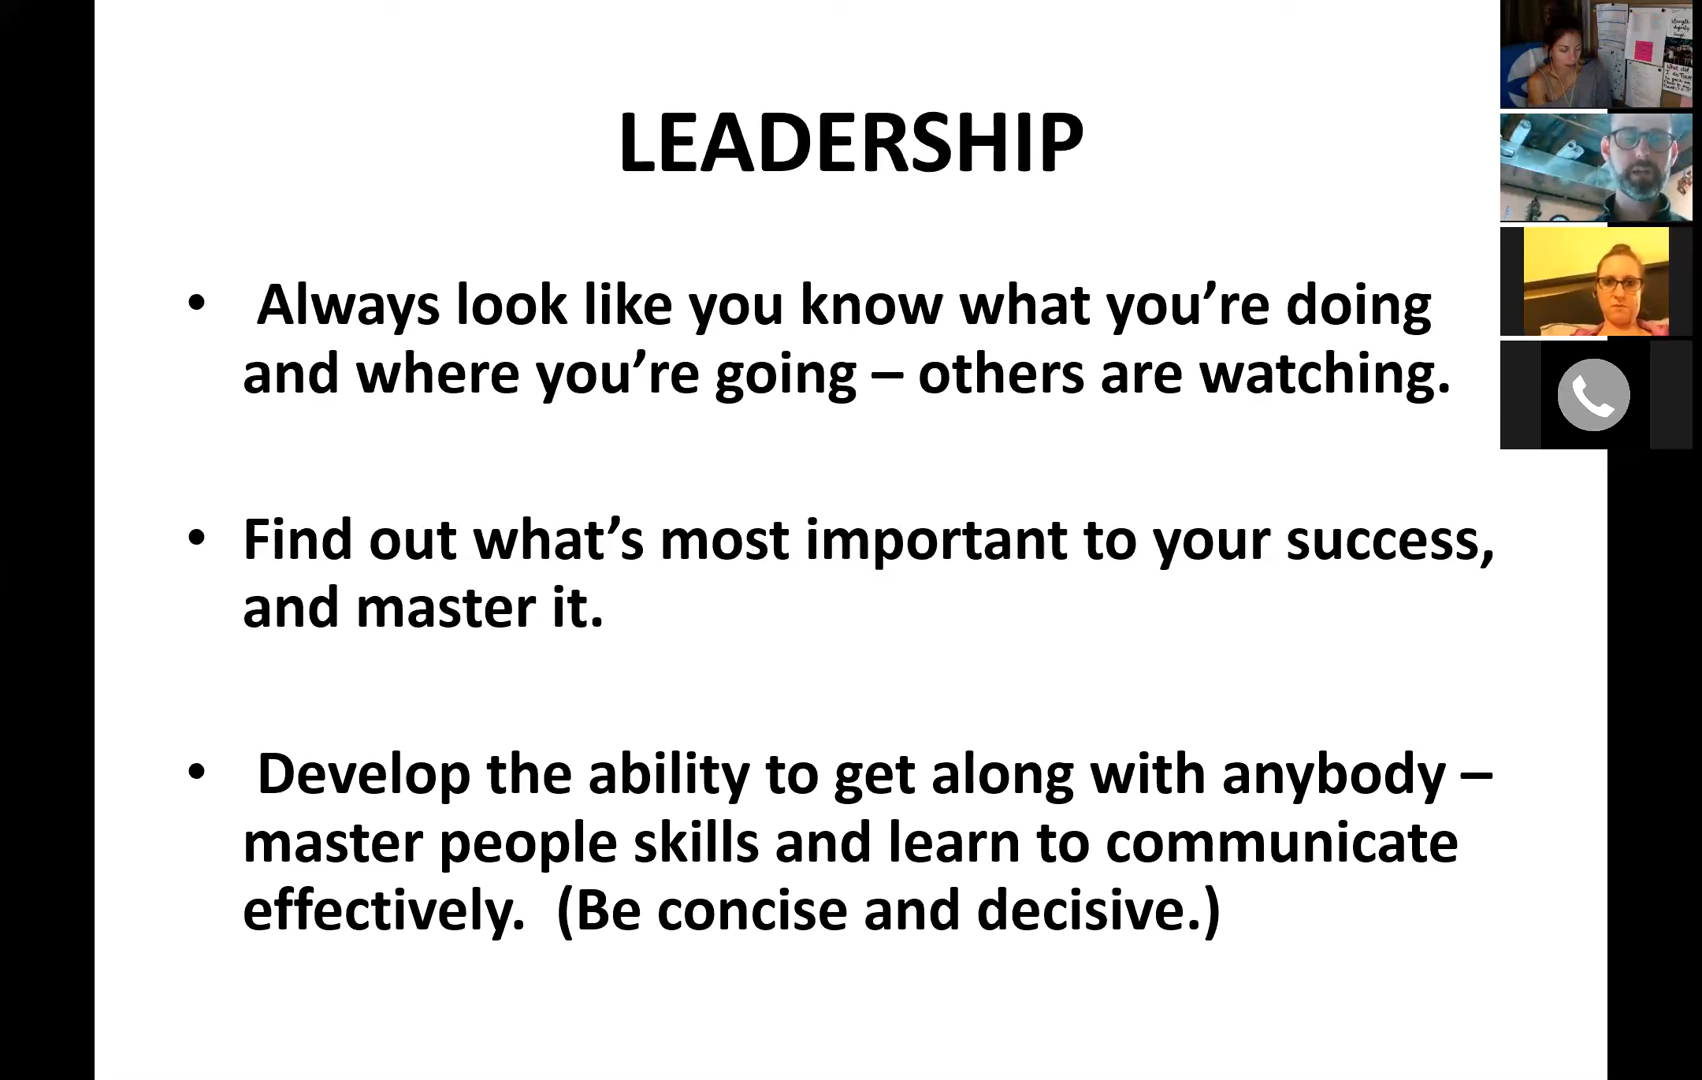 LEADERSHIP
• Always look like you know what you’re doing
and where you’re going – others are watching.
• Find out what’s most important to your success,
and master it.
• Develop the ability to get along with anybody –
master people skills and learn to communicate
effectively.  (Be concise and decisive.)